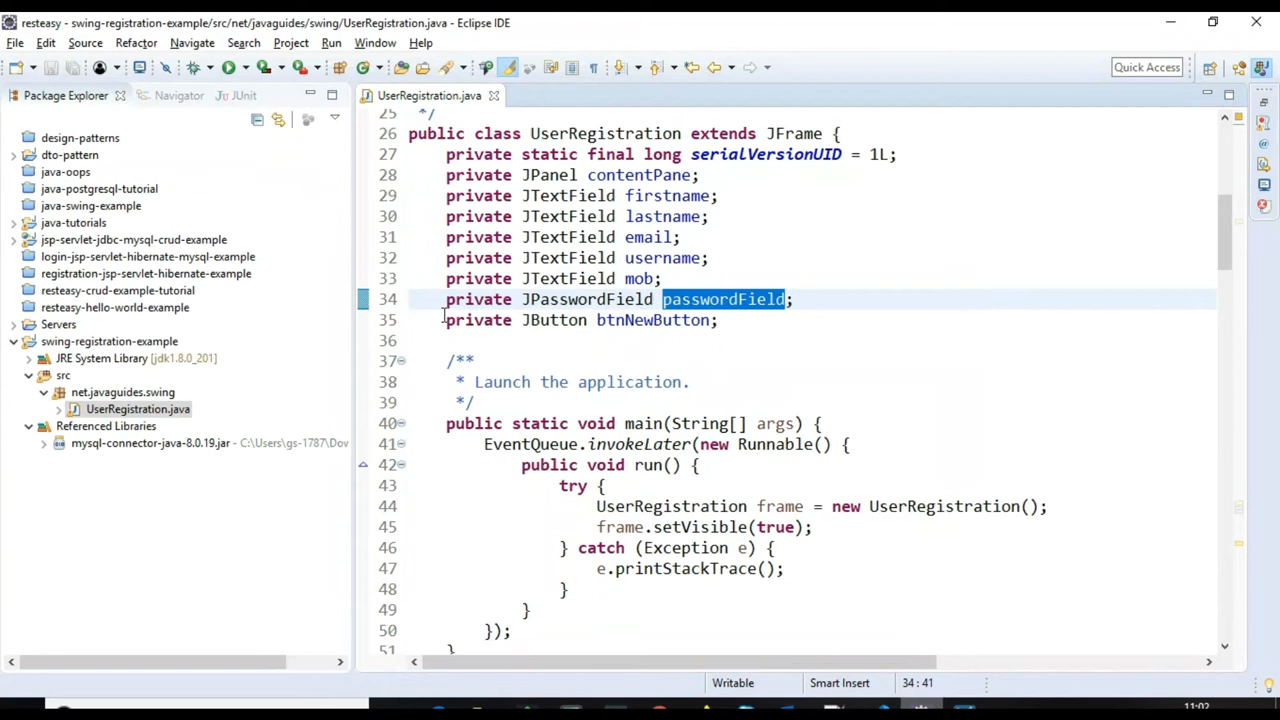 resteasy - swing-registration-example/src/net/javaguides/swing/UserRegistration.java - Eclipse IDE
File Edit Source Refactor Navigate Search Project Run Window Help
Quick Access
Package Explorer Navigator JUnit
design-patterns
dto-pattern
java-oops
java-postgresql-tutorial
java-swing-example
java-tutorials
jsp-servlet-jdbc-mysql-crud-example
login-jsp-servlet-hibernate-mysql-example
registration-jsp-servlet-hibernate-example
resteasy-crud-example-tutorial
resteasy-hello-world-example
Servers
swing-registration-example
JRE System Library [jdk1.8.0_201]
src
net.javaguides.swing
UserRegistration.java
Referenced Libraries
mysql-connector-java-8.0.19.jar - C:\Users\gs-1787\Dov
UserRegistration.java
25 */
26 public class UserRegistration extends JFrame {
27 private static final long serialVersionUID = 1L;
28 private JPanel contentPane;
29 private JTextField firstname;
30 private JTextField lastname;
31 private JTextField email;
32 private JTextField username;
33 private JTextField mob;
34 private JPasswordField passwordField;
35 private JButton btnNewButton;
36
37 /**
38 * Launch the application.
39 */
40 public static void main(String[] args) {
41 EventQueue.invokeLater(new Runnable() {
42 public void run() {
43 try {
44 UserRegistration frame = new UserRegistration();
45 frame.setVisible(true);
46 } catch (Exception e) {
47 e.printStackTrace();
48 }
49 }
50 });
51 }
Writable Smart Insert 34 : 41
11:02